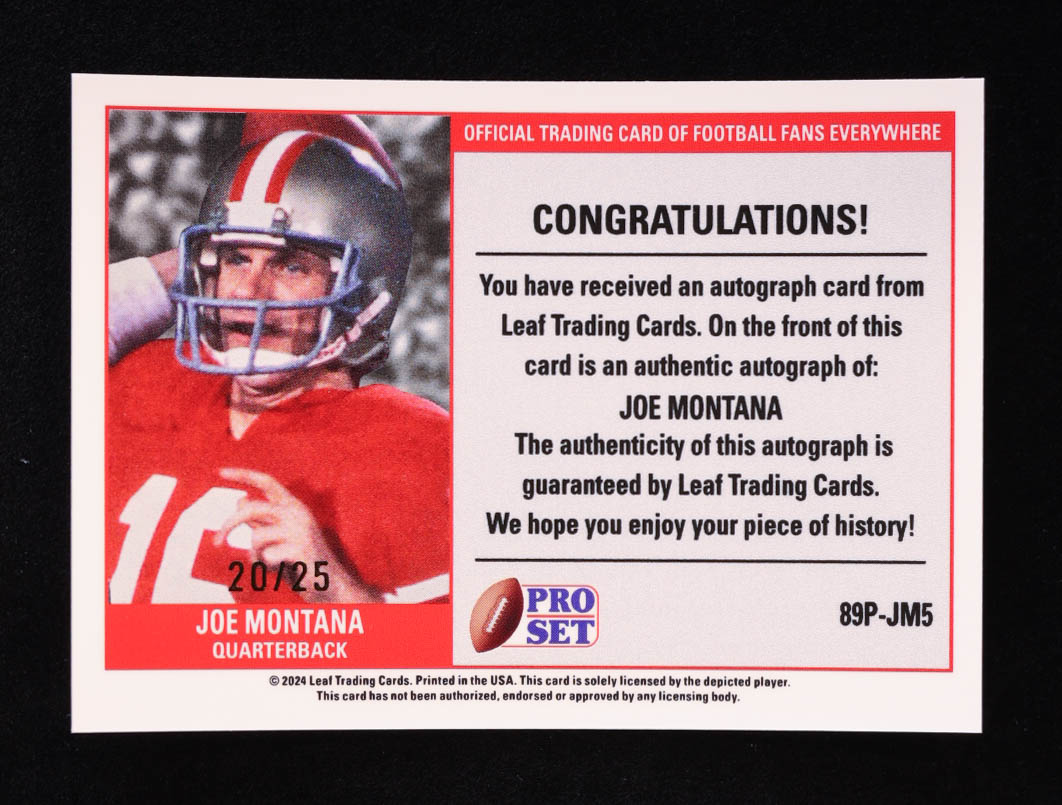 OFFICIAL TRADING CARD OF FOOTBALL FANS EVERYWHERE
CONGRATULATIONS!
You have received an autograph card from
Leaf Trading Cards. On the front of this
card is an authentic autograph of:
JOE MONTANA
The authenticity of this autograph is
guaranteed by Leaf Trading Cards.
We hope you enjoy your piece of history!
16
20/25
JOE MONTANA
QUARTERBACK
PRO
SET
89P-JM5
© 2024 Leaf Trading Cards. Printed in the USA. This card is solely licensed by the depicted player.
This card has not been authorized, endorsed or approved by any licensing body.